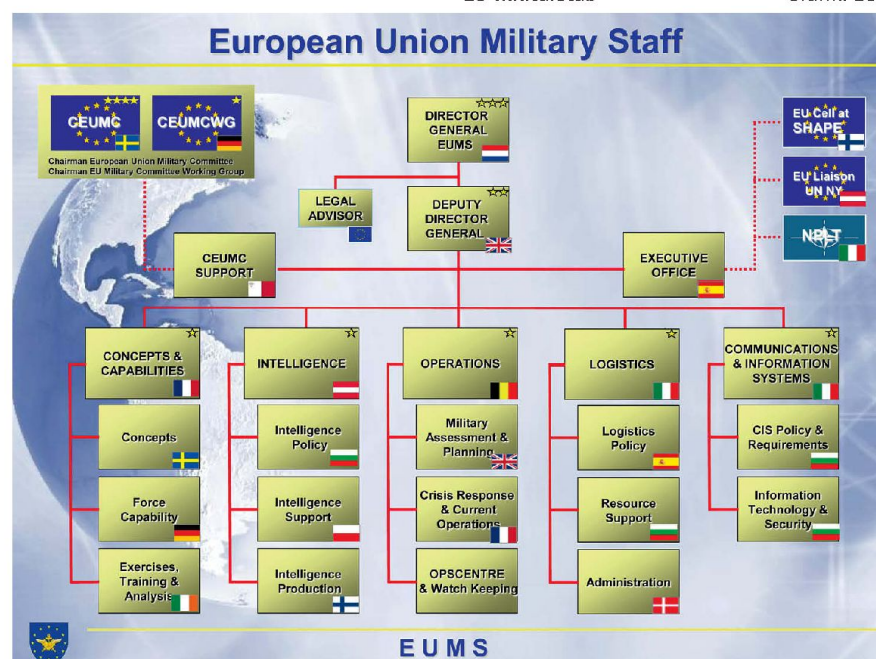 European Union Military Staff
CEUMC
CEUMCWG
Chairman European Union Military Committee
Chairman EU Military Committee Working Group
DIRECTOR
GENERAL
EUMS
EU Cell at
SHAPE
EU Liaison
UN NY
LEGAL
ADVISOR
DEPUTY
DIRECTOR
GENERAL
CEUMC
SUPPORT
EXECUTIVE
OFFICE
CONCEPTS &
CAPABILITIES
INTELLIGENCE
OPERATIONS
LOGISTICS
COMMUNICATIONS
& INFORMATION
SYSTEMS
Concepts
Intelligence
Policy
Military
Assessment &
Planning
Logistics
Policy
CIS Policy &
Requirements
Force
Capability
Intelligence
Support
Crisis Response
& Current
Operations
Resource
Support
Information
Technology &
Security
Exercises,
Training &
Analysis
Intelligence
Production
OPSCENTRE
& Watch Keeping
Administration
EUMS